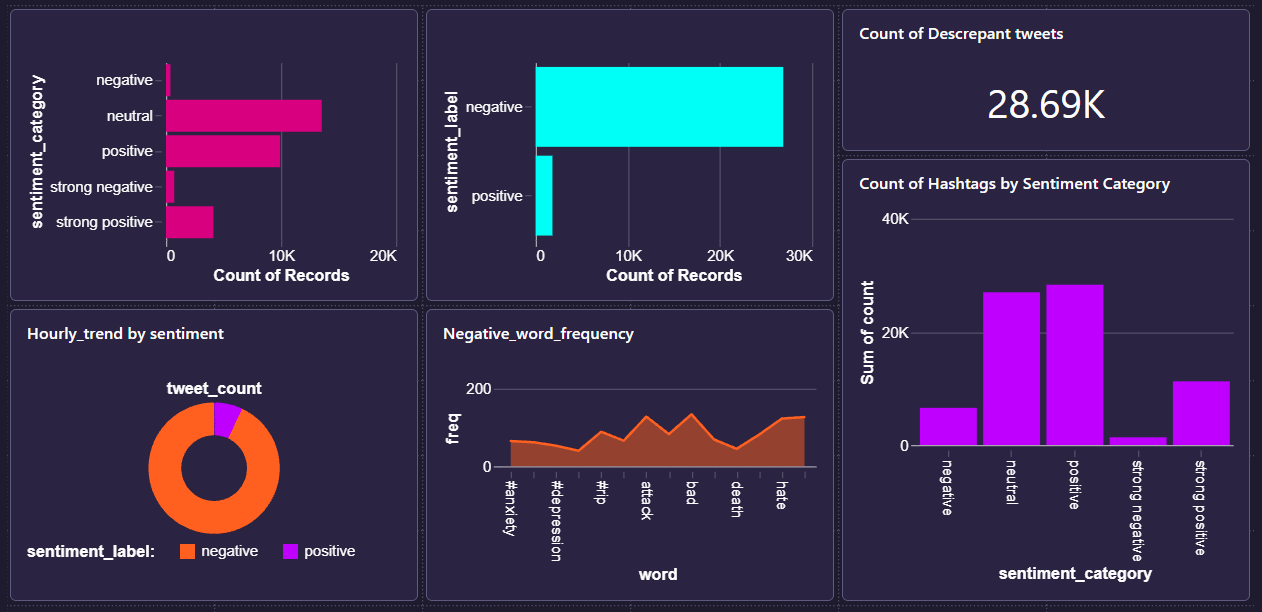 sentiment_category
negative
neutral
positive
strong negative
strong positive
0 10K 20K
Count of Records
sentiment_label
negative
positive
0 10K 20K 30K
Count of Records
Count of Descrepant tweets
28.69K
Count of Hashtags by Sentiment Category
Sum of count
40K
20K
0
negative
neutral
positive
strong negative
strong positive
sentiment_category
Hourly_trend by sentiment
tweet_count
sentiment_label: negative positive
Negative_word_frequency
freq
200
0
#anxiety
#depression
#rip
attack
bad
death
hate
word